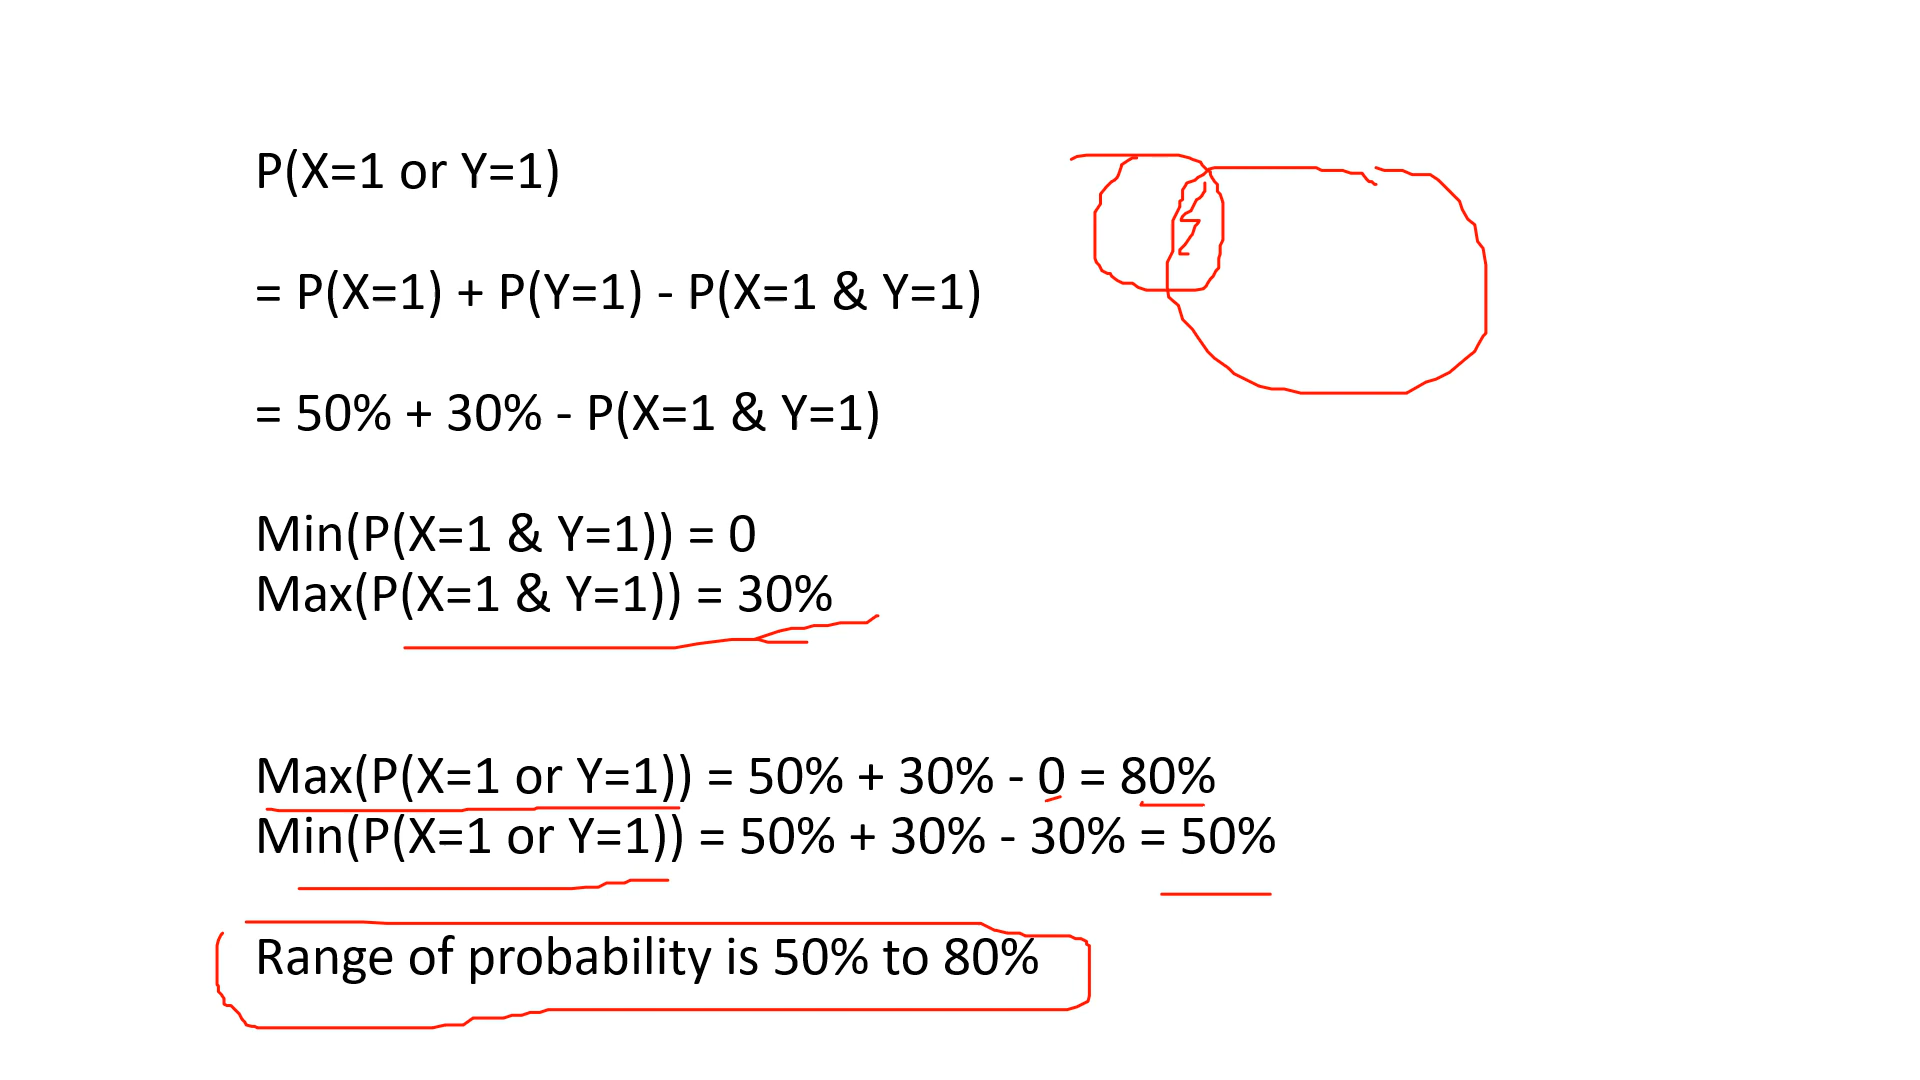 P(X=1 or Y=1)
= P(X=1) + P(Y=1) - P(X=1 & Y=1)
= 50% + 30% - P(X=1 & Y=1)
Min(P(X=1 & Y=1)) = 0
Max(P(X=1 & Y=1)) = 30%
Max(P(X=1 or Y=1)) = 50% + 30% - 0 = 80%
Min(P(X=1 or Y=1)) = 50% + 30% - 30% = 50%
Range of probability is 50% to 80%